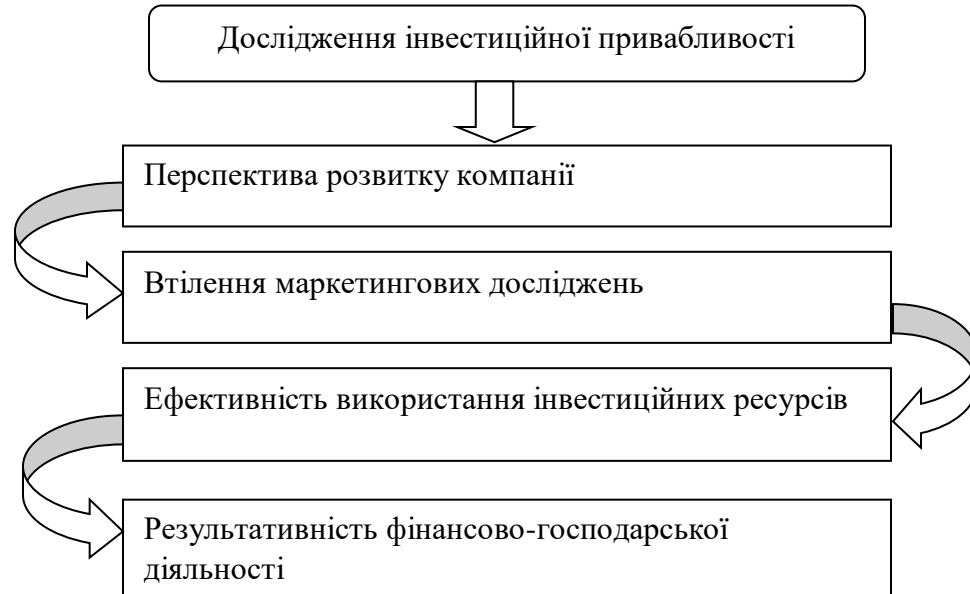 Дослідження інвестиційної привабливості
Перспектива розвитку компанії
Втілення маркетингових досліджень
Ефективність використання інвестиційних ресурсів
Результативність фінансово-господарської
діяльності